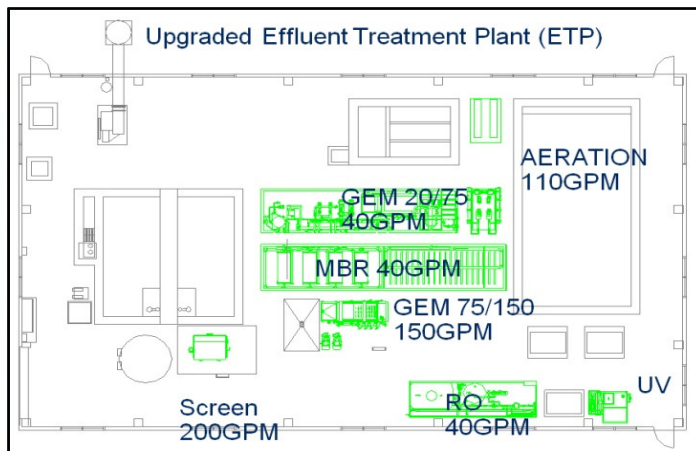 Upgraded Effluent Treatment Plant (ETP)
AERATION
110GPM
GEM 20/75
40GPM
MBR 40GPM
GEM 75/150
150GPM
UV
Screen
200GPM
RO
40GPM